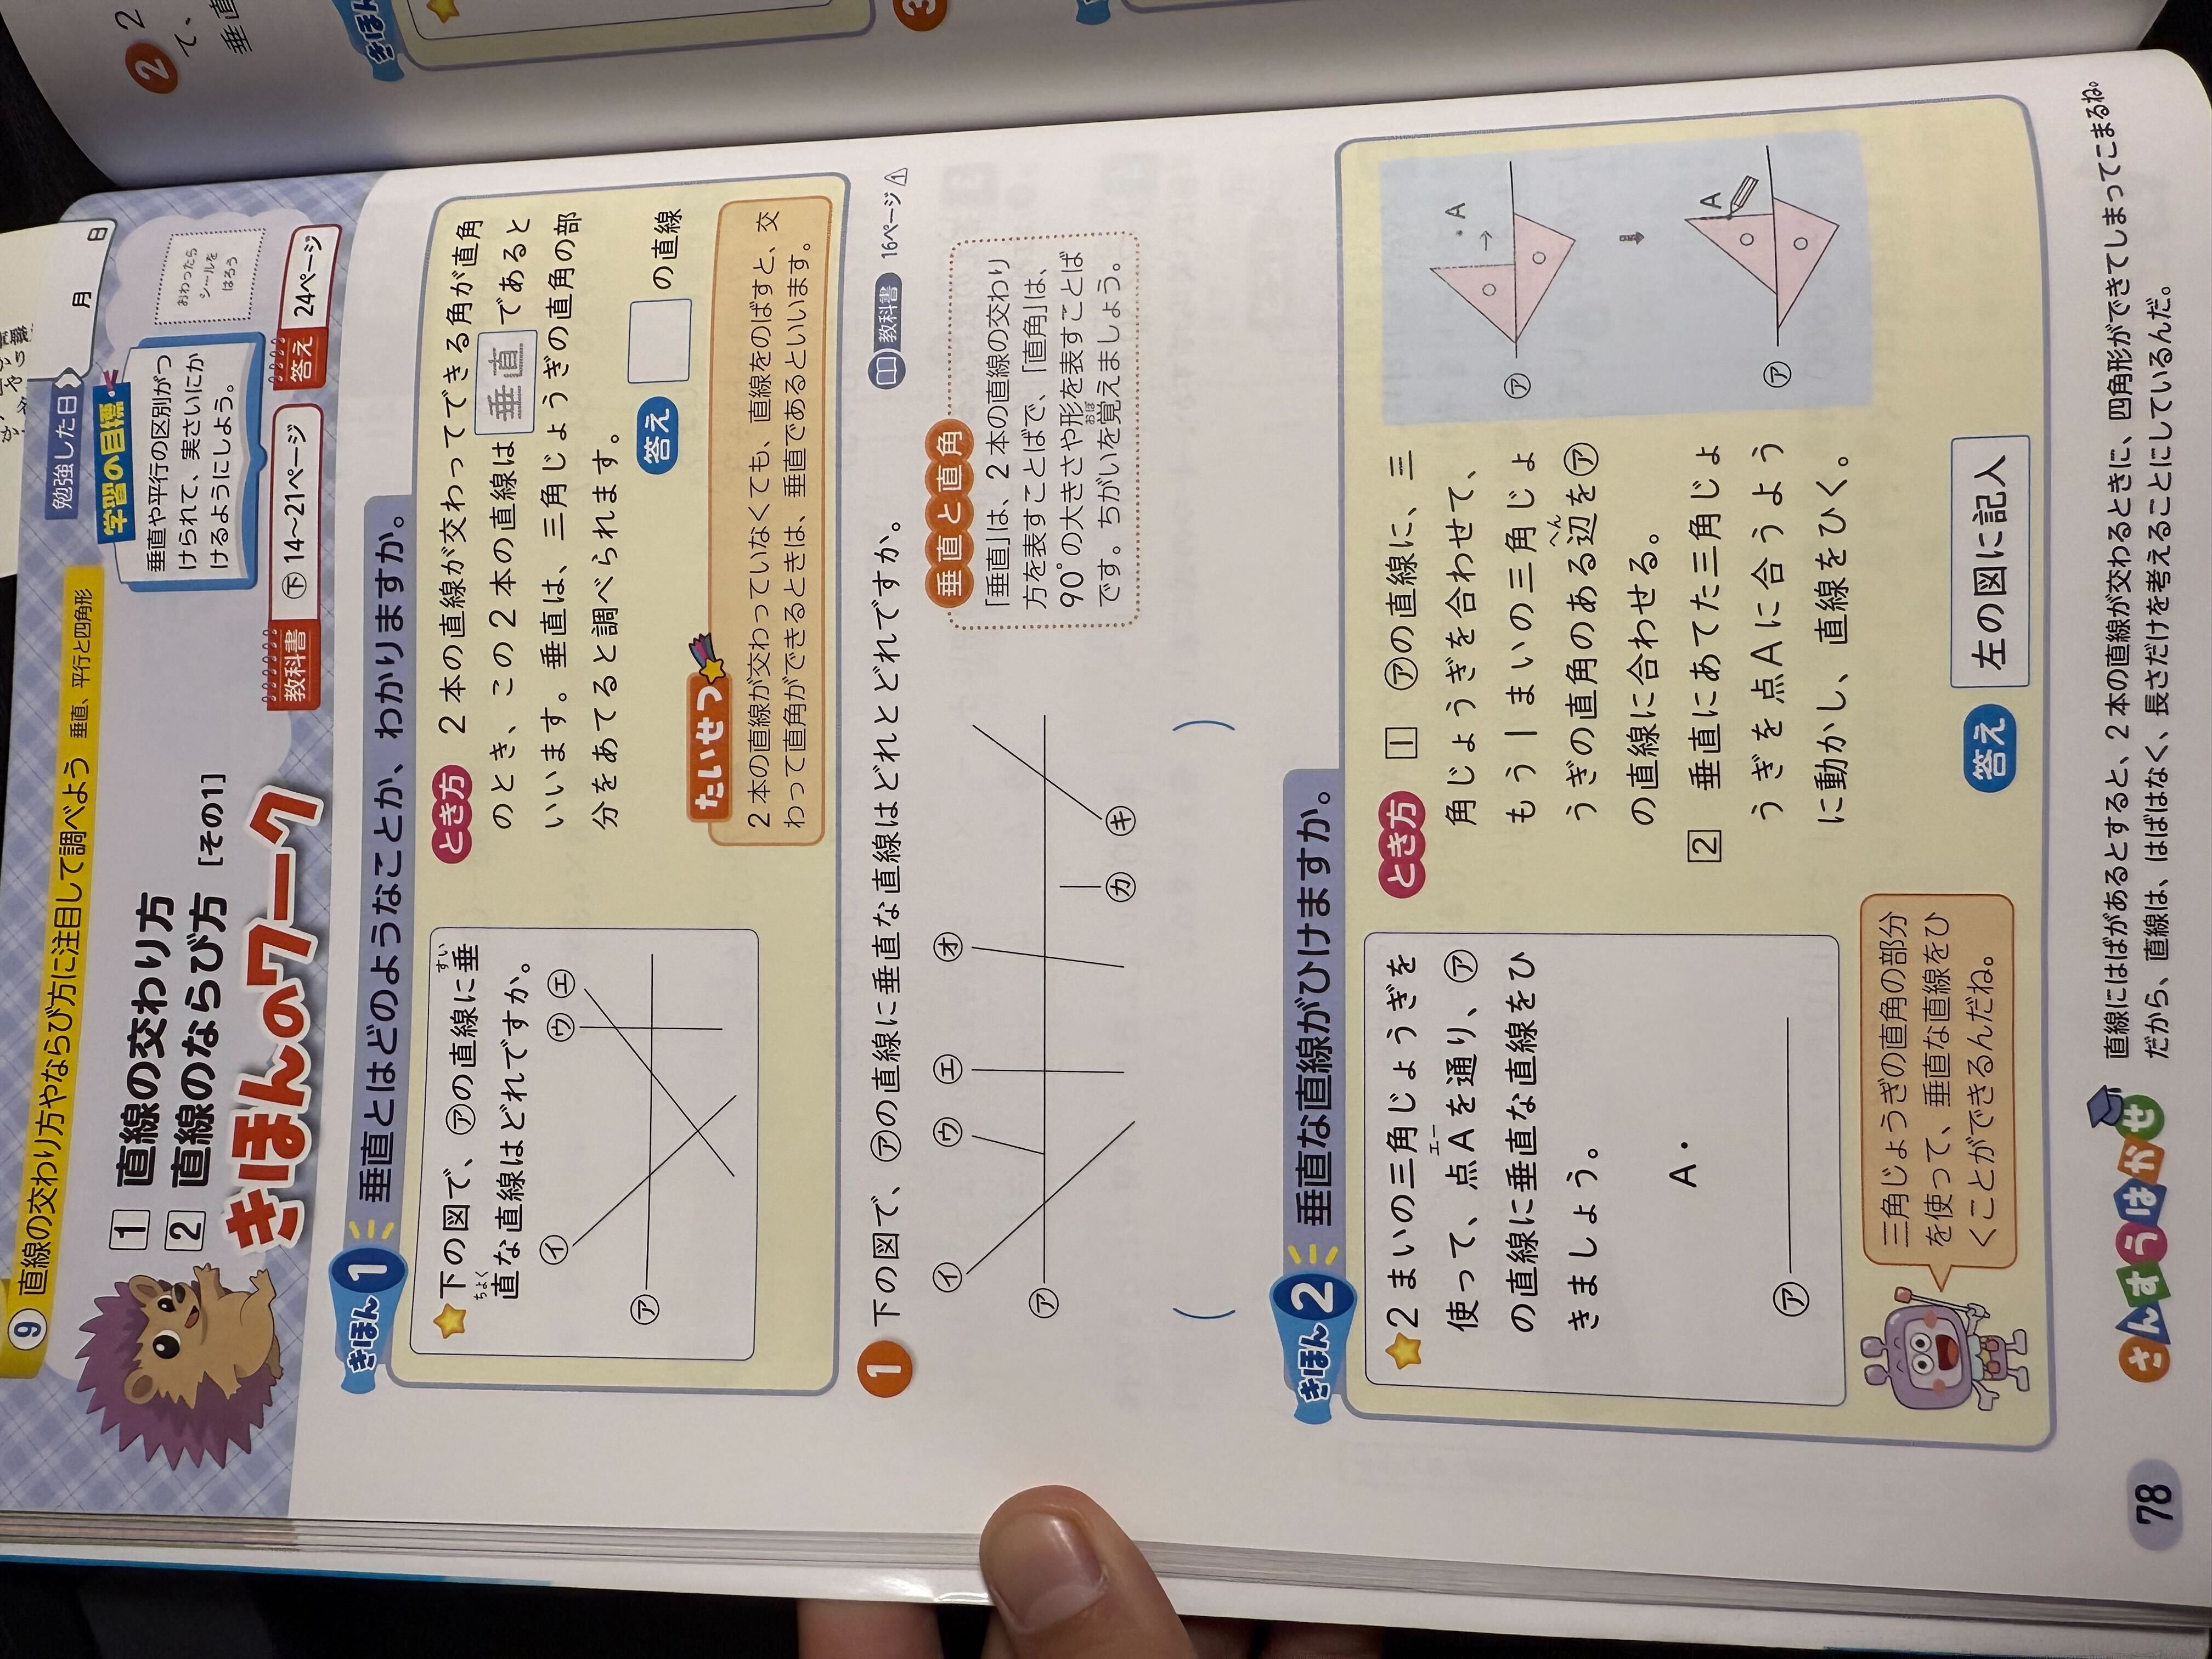 ⑨ 直線の交わり方やならび方に注目して調べよう 垂直、平行と四角形
1 直線の交わり方
2 直線のならび方 [その1]
きほんのワーク
勉強した日
月
日
学習の目標
垂直や平行の区別がつ
けられて、実さいにか
けるようにしよう。
おわったら
シールを
はろう
教科書 ㊦ 14〜21ページ
答え 24ページ
きほん1 垂直とはどのようなことか、わかりますか。
下の図で、㋐の直線に垂
すい
直な直線はどれですか。
ちょく
㋑
㋒
㋓
㋐
とき方 2本の直線が交わってできる角が直角
のとき、この2本の直線は 垂直 であると
いいます。垂直は、三角じょうぎの直角の部
分をあてると調べられます。
答え
の直線
たいせつ
2本の直線が交わっていなくても、直線をのばすと、交
わって直角ができるときは、垂直であるといいます。
1 下の図で、㋐の直線に垂直な直線はどれとどれですか。
教科書 16ページ1
㋑
㋒
㋓
㋔
㋐
㋕
㋖
( )
垂直と直角
「垂直」は、2本の直線の交わり
方を表すことばで、「直角」は、
90°の大きさや形を表すことば
です。ちがいを覚えましょう。
おぼ
きほん2 垂直な直線がひけますか。
2まいの三角じょうぎを
使って、点Aを通り、㋐
エー
の直線に垂直な直線をひ
きましょう。
A
㋐
三角じょうぎの直角の部分
を使って、垂直な直線をひ
くことができるんだね。
とき方 1 ㋐の直線に、三
角じょうぎを合わせて、
もう1まいの三角じょ
うぎの直角のある辺を㋐
へん
の直線に合わせる。
2 垂直にあてた三角じょ
うぎを点Aに合うよう
に動かし、直線をひく。
答え 左の図に記入
A
㋐
A
㋐
さんすうはかせ
直線にはばがあるとすると、2本の直線が交わるときに、四角形ができてしまってこまるね。
だから、直線は、はばはなく、長さだけを考えることにしているんだ。
78
2
2
て、
垂直
きほん
3